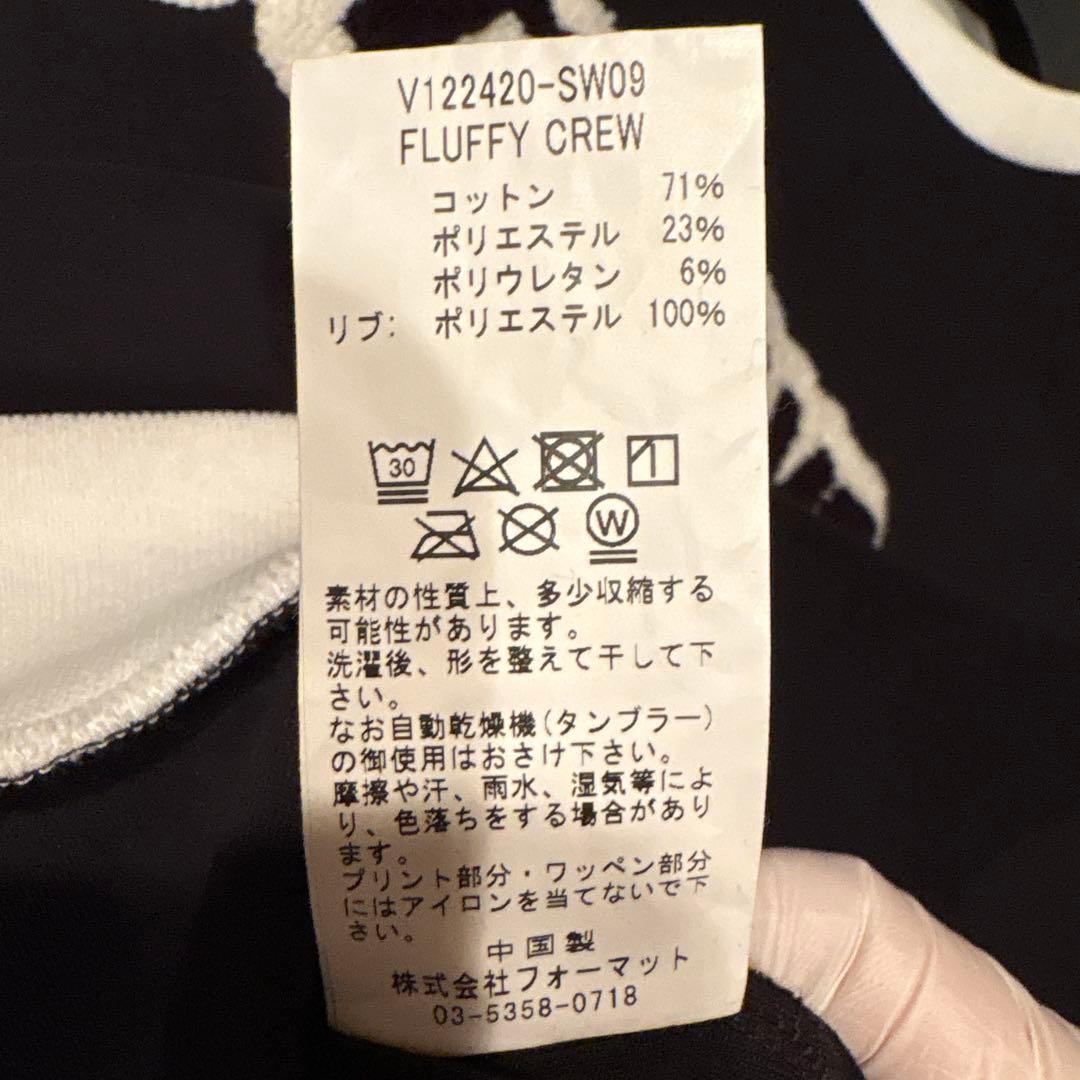 V122420-SW09
FLUFFY CREW
コットン 71%
ポリエステル 23%
ポリウレタン 6%
リブ: ポリエステル 100%
30
W
素材の性質上、多少収縮する
可能性があります。
洗濯後、形を整えて干して下
さい。
なお自動乾燥機(タンブラー)
の御使用はおさけ下さい。
摩擦や汗、雨水、湿気等によ
り、色落ちをする場合があり
ます。
プリント部分・ワッペン部分
にはアイロンを当てないで下
さい。
中国製
株式会社フォーマット
03-5358-0718